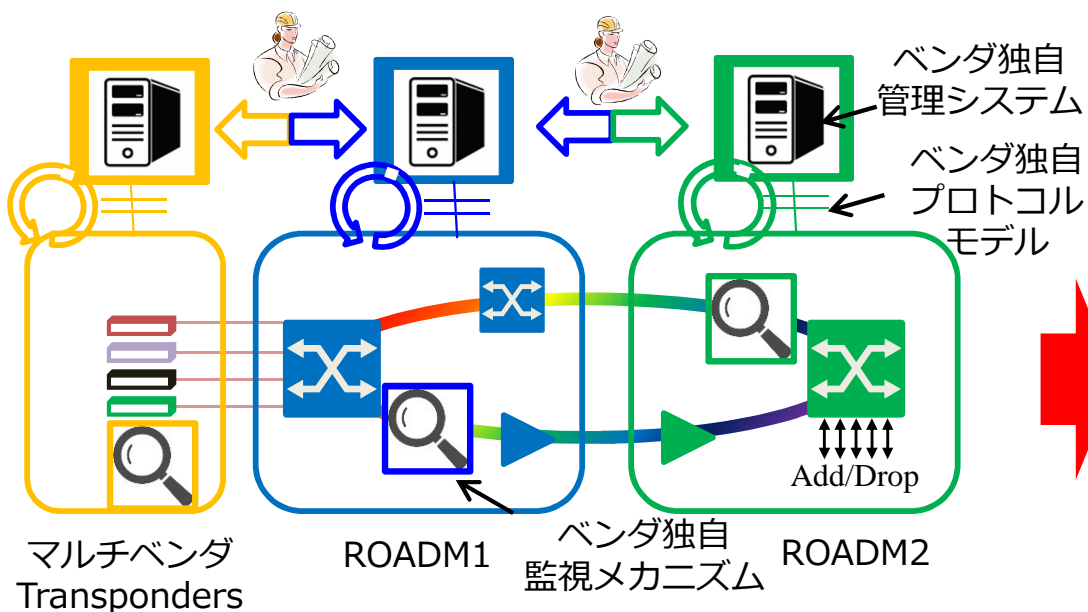 ベンダ独自
管理システム
ベンダ独自
プロトコル
モデル
Add/Drop
マルチベンダ
Transponders
ROADM1
ベンダ独自
監視メカニズム
ROADM2